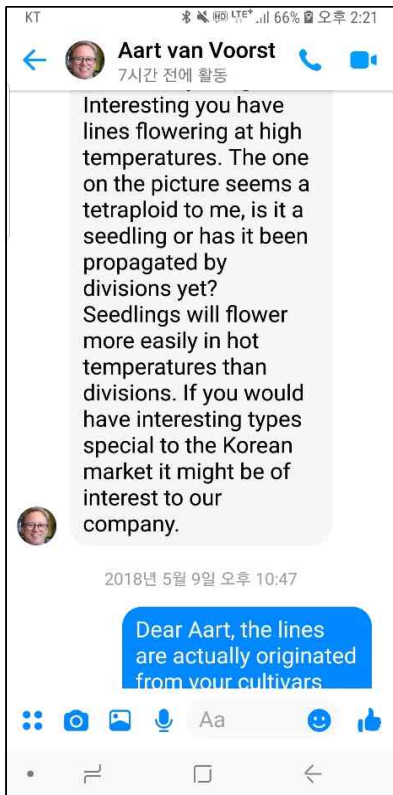 KT HD LTE+ 66% 오후 2:21
Aart van Voorst
7시간 전에 활동
Interesting you have
lines flowering at high
temperatures. The one
on the picture seems a
tetraploid to me, is it a
seedling or has it been
propagated by
divisions yet?
Seedlings will flower
more easily in hot
temperatures than
divisions. If you would
have interesting types
special to the Korean
market it might be of
interest to our
company.
2018년 5월 9일 오후 10:47
Dear Aart, the lines
are actually originated
from your cultivars
Aa